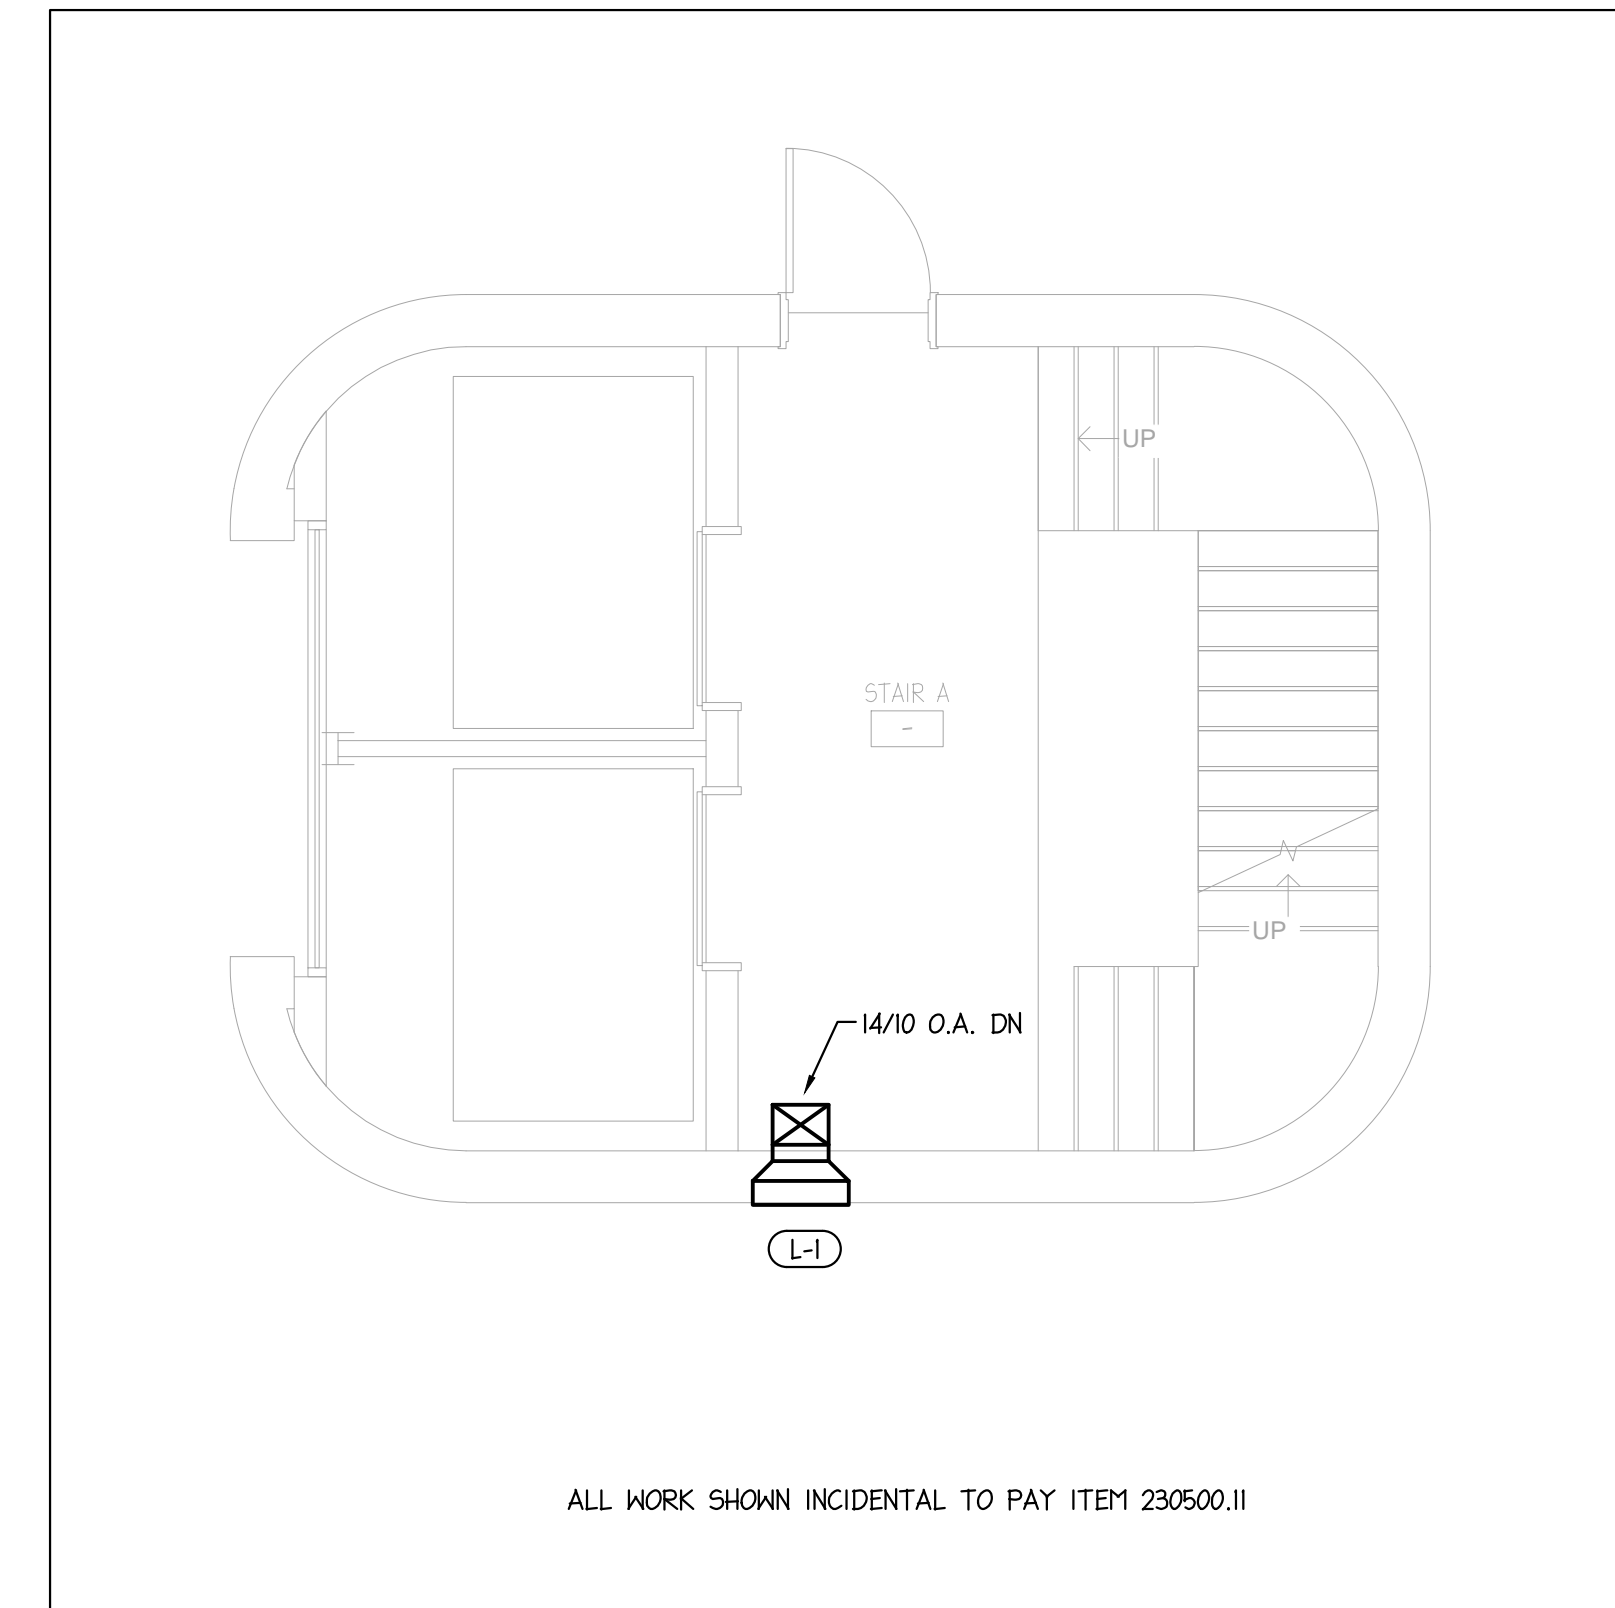 UP
STAIR A
-
UP
14/10 O.A. DN
L-1
ALL WORK SHOWN INCIDENTAL TO PAY ITEM 230500.11